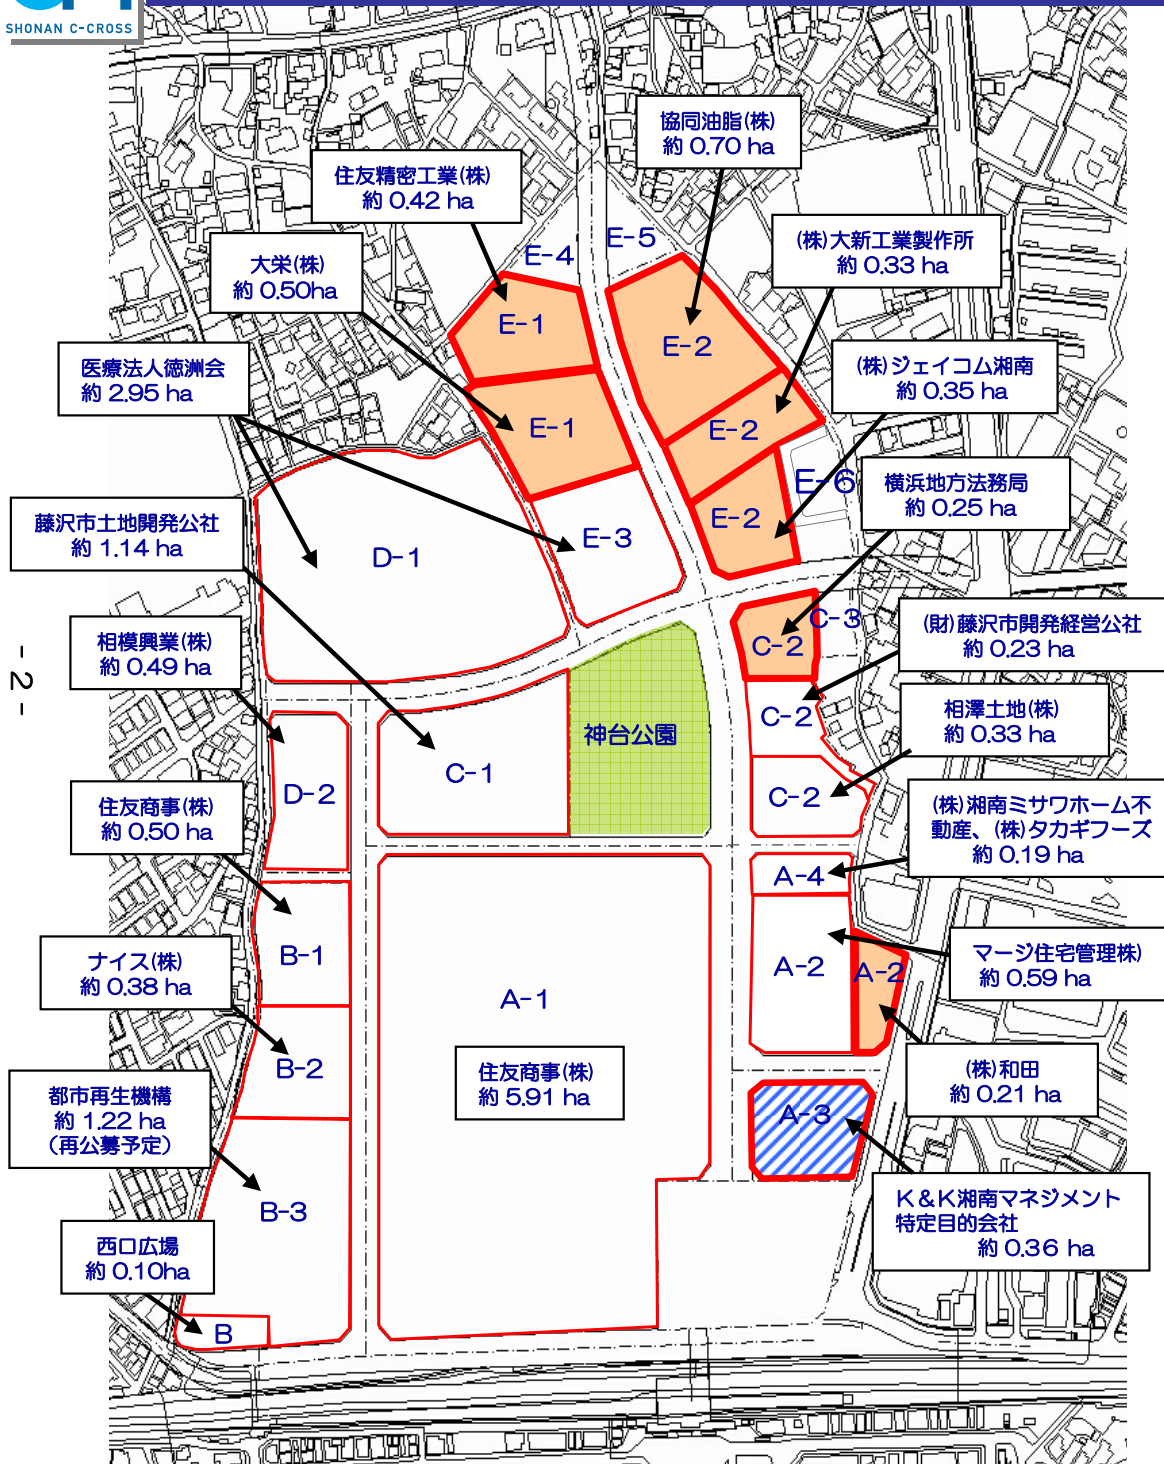 SHONAN C-CROSS
協同油脂(株)
約 0.70 ha
住友精密工業(株)
約 0.42 ha
(株)大新工業製作所
約 0.33 ha
大栄(株)
約 0.50ha
E-5
E-4
E-1
E-2
医療法人徳洲会
約 2.95 ha
(株)ジェイコム湘南
約 0.35 ha
E-1
E-2
横浜地方法務局
約 0.25 ha
E-6
藤沢市土地開発公社
約 1.14 ha
E-2
E-3
D-1
(財)藤沢市開発経営公社
約 0.23 ha
C-3
C-2
相模興業(株)
約 0.49 ha
- 2 -
相澤土地(株)
約 0.33 ha
C-2
神台公園
C-1
D-2
C-2
住友商事(株)
約 0.50 ha
(株)湘南ミサワホーム不
動産、(株)タカギフーズ
約 0.19 ha
A-4
ナイス(株)
約 0.38 ha
B-1
A-2
A-2
マージ住宅管理株)
約 0.59 ha
A-1
B-2
住友商事(株)
約 5.91 ha
(株)和田
約 0.21 ha
都市再生機構
約 1.22 ha
(再公募予定)
A-3
B-3
K&K湘南マネジメント
特定目的会社
約 0.36 ha
西口広場
約 0.10ha
B